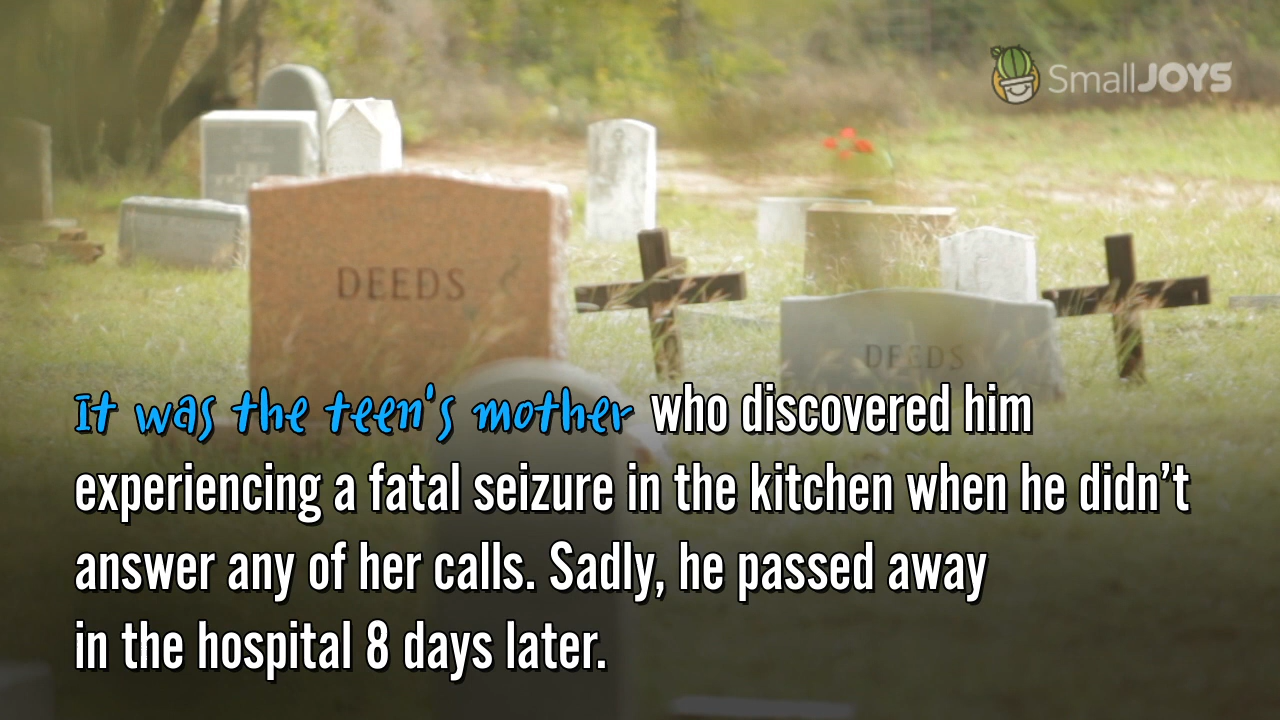 SmallJOYS
DEEDS
DEEDS
It was the teen's mother who discovered him
experiencing a fatal seizure in the kitchen when he didn’t
answer any of her calls. Sadly, he passed away
in the hospital 8 days later.